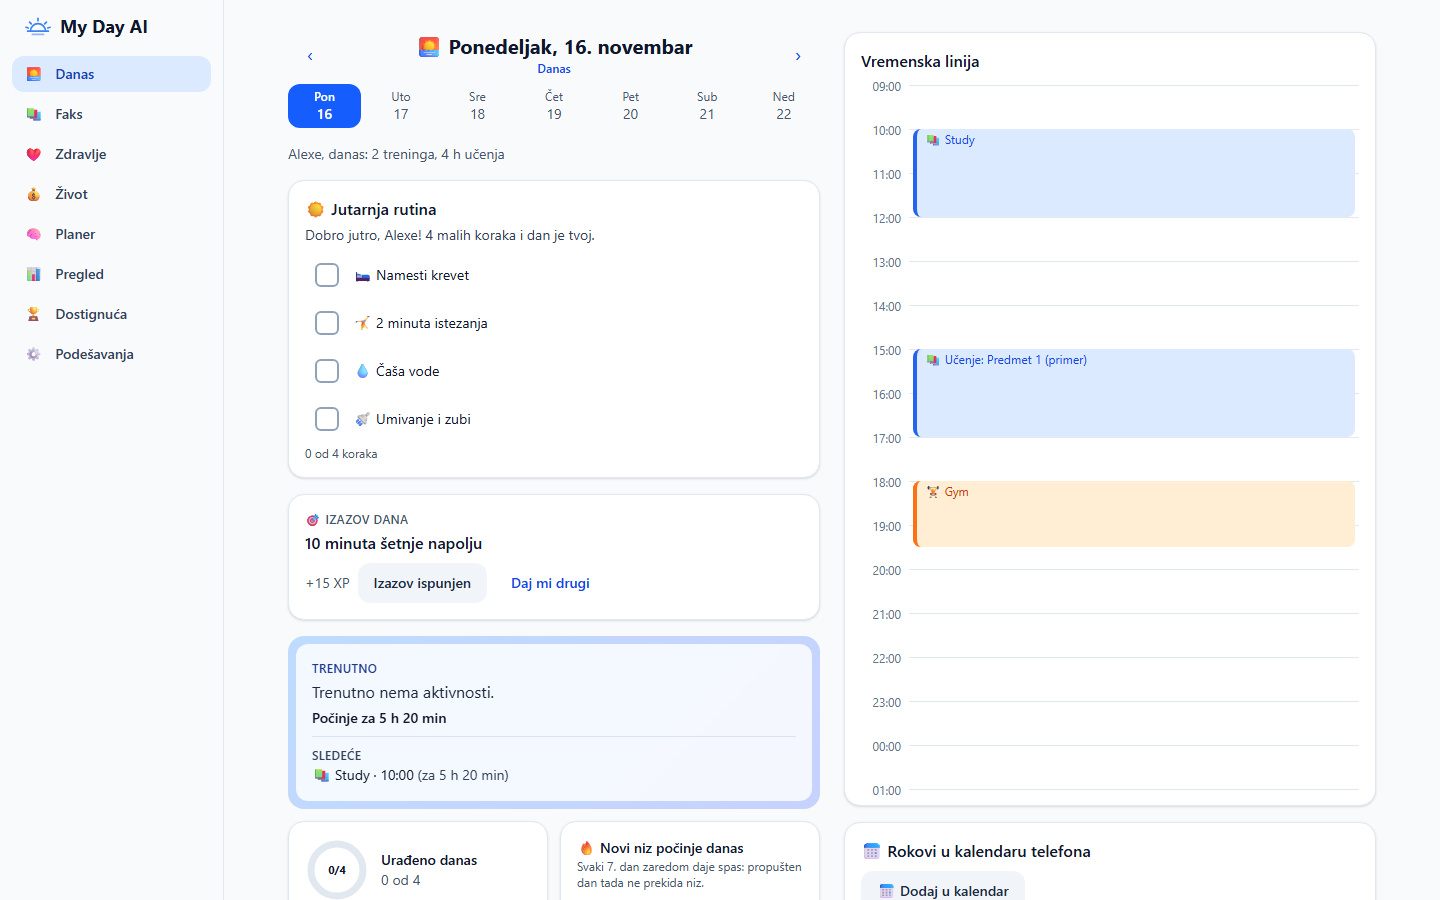 My Day AI
Danas
Faks
Zdravlje
Život
Planer
Pregled
Dostignuća
Podešavanja
‹
Ponedeljak, 16. novembar
›
Danas
Pon Uto Sre Čet Pet Sub Ned
16 17 18 19 20 21 22
Alexe, danas: 2 treninga, 4 h učenja
Jutarnja rutina
Dobro jutro, Alexe! 4 malih koraka i dan je tvoj.
Namesti krevet
2 minuta istezanja
Čaša vode
Umivanje i zubi
0 od 4 koraka
IZAZOV DANA
10 minuta šetnje napolju
+15 XP Izazov ispunjen Daj mi drugi
TRENUTNO
Trenutno nema aktivnosti.
Počinje za 5 h 20 min
SLEDEĆE
Study · 10:00 (za 5 h 20 min)
0/4
Urađeno danas
0 od 4
Novi niz počinje danas
Svaki 7. dan zaredom daje spas: propušten
dan tada ne prekida niz.
Vremenska linija
09:00
10:00
Study
11:00
12:00
13:00
14:00
15:00
Učenje: Predmet 1 (primer)
16:00
17:00
18:00
Gym
19:00
20:00
21:00
22:00
23:00
00:00
01:00
Rokovi u kalendaru telefona
Dodaj u kalendar